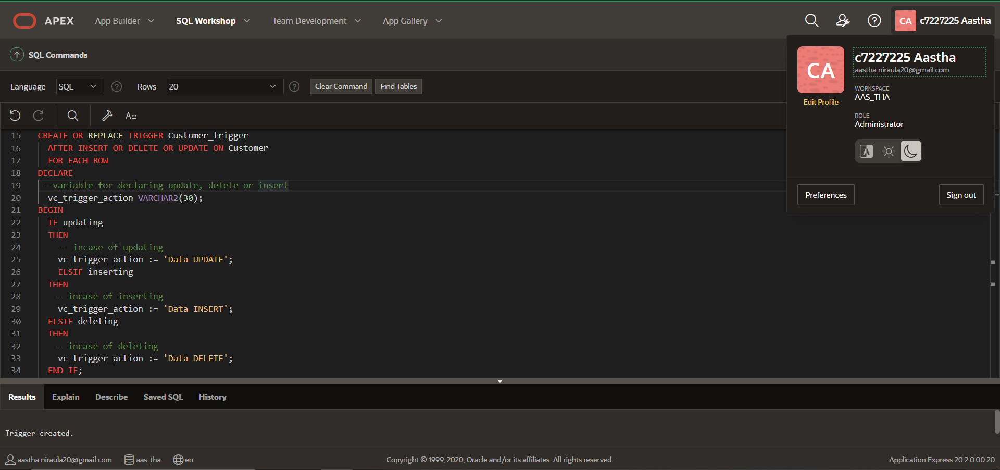 APEX App Builder SQL Workshop Team Development App Gallery CA c7227225 Aastha
SQL Commands
CA
c7227225 Aastha
aastha.niraula20@gmail.com
Edit Profile
WORKSPACE
AAS_THA
ROLE
Administrator
Preferences Sign out
Language SQL Rows 20 Clear Command Find Tables
A::
15 CREATE OR REPLACE TRIGGER Customer_trigger
16 AFTER INSERT OR DELETE OR UPDATE ON Customer
17 FOR EACH ROW
18 DECLARE
19 --variable for declaring update, delete or insert
20 vc_trigger_action VARCHAR2(30);
21 BEGIN
22 IF updating
23 THEN
24 -- incase of updating
25 vc_trigger_action := 'Data UPDATE';
26 ELSIF inserting
27 THEN
28 -- incase of inserting
29 vc_trigger_action := 'Data INSERT';
30 ELSIF deleting
31 THEN
32 -- incase of deleting
33 vc_trigger_action := 'Data DELETE';
34 END IF;
Results Explain Describe Saved SQL History
Trigger created.
aastha.niraula20@gmail.com aas_tha en Copyright © 1999, 2020, Oracle and/or its affiliates. All rights reserved. Application Express 20.2.0.00.20